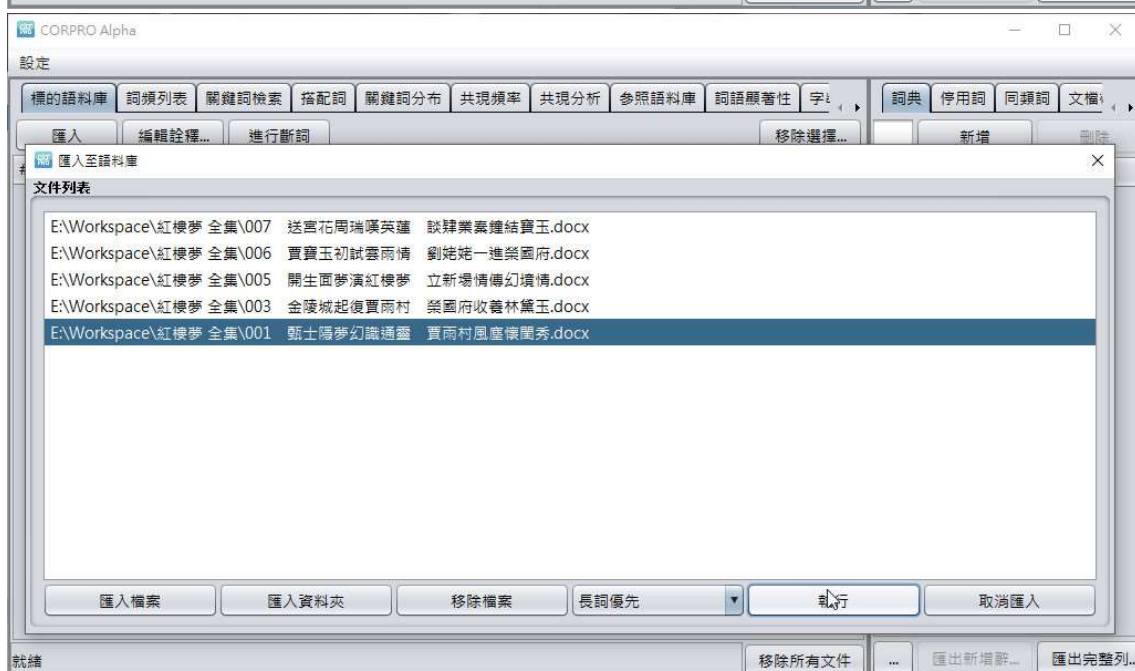 CORPRO Alpha
設定
標的語料庫 詞頻列表 關鍵詞檢索 搭配詞 關鍵詞分布 共現頻率 共現分析 參照語料庫 詞語顯著性 詞典 停用詞 同類詞 文檔
匯入 編輯詮釋... 進行斷詞 移除選擇... 新增 刪除
匯入至語料庫
文件列表
E:\Workspace\紅樓夢 全集\007 送宮花周瑞嘆英蓮 談肄業秦鐘結寶玉.docx
E:\Workspace\紅樓夢 全集\006 賈寶玉初試雲雨情 劉姥姥一進榮國府.docx
E:\Workspace\紅樓夢 全集\005 開生面夢演紅樓夢 立新場情傳幻境情.docx
E:\Workspace\紅樓夢 全集\003 金陵城起復賈雨村 榮國府收養林黛玉.docx
E:\Workspace\紅樓夢 全集\001 甄士隱夢幻識通靈 賈雨村風塵懷閨秀.docx
匯入檔案 匯入資料夾 移除檔案 長詞優先 執行 取消匯入
就緒 移除所有文件 ... 匯出新增辭... 匯出完整列...